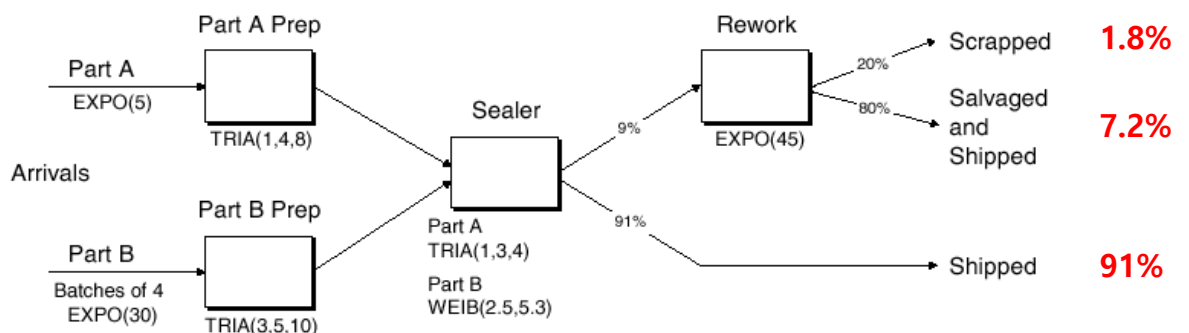 Part A Prep
Part A
EXPO(5)
TRIA(1,4,8)
Arrivals
Part B Prep
Part B
Batches of 4
EXPO(30)
TRIA(3,5,10)
Sealer
Part A
TRIA(1,3,4)
Part B
WEIB(2.5,5.3)
9%
91%
Rework
EXPO(45)
20%
80%
Scrapped
1.8%
Salvaged
and
Shipped
7.2%
Shipped
91%